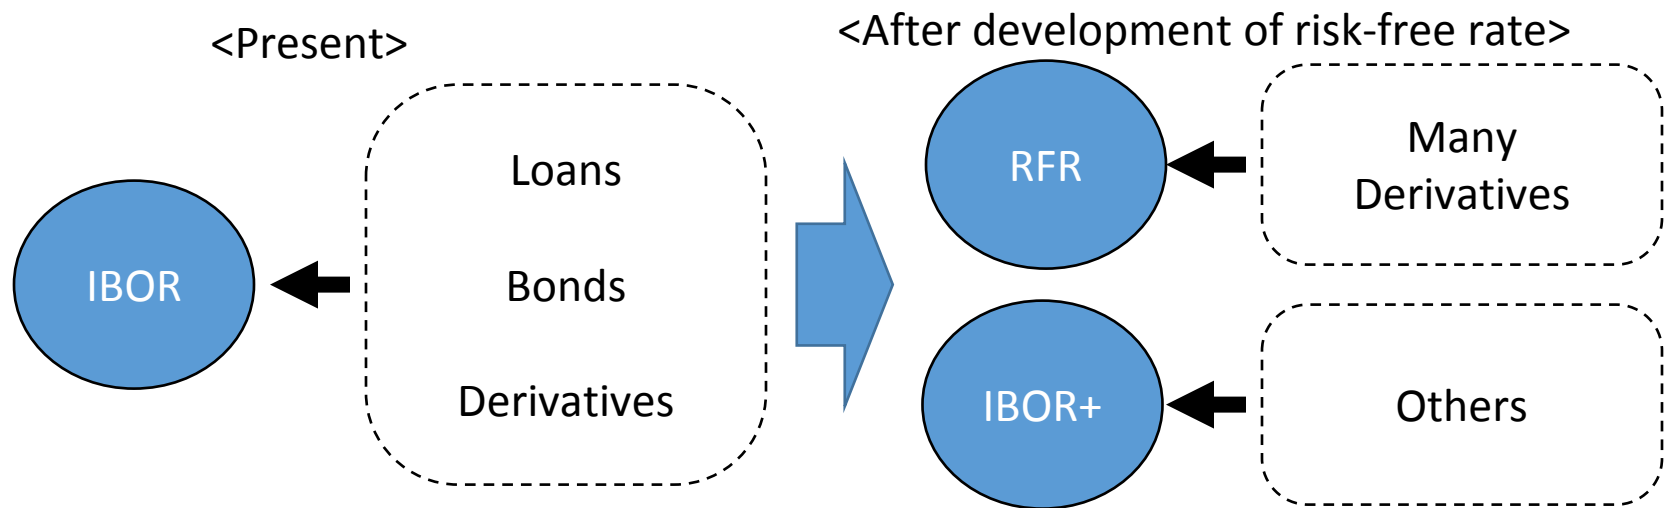 <Present>
IBOR
Loans
Bonds
Derivatives
<After development of risk-free rate>
RFR
Many
Derivatives
IBOR+
Others